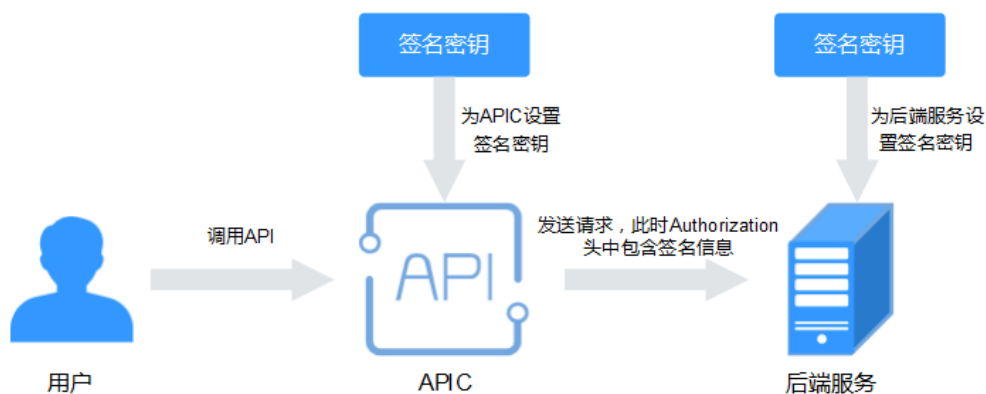 签名密钥
签名密钥
为APIC设置
签名密钥
为后端服务设
置签名密钥
调用API
发送请求，此时Authorization
头中包含签名信息
API
用户
APIC
后端服务